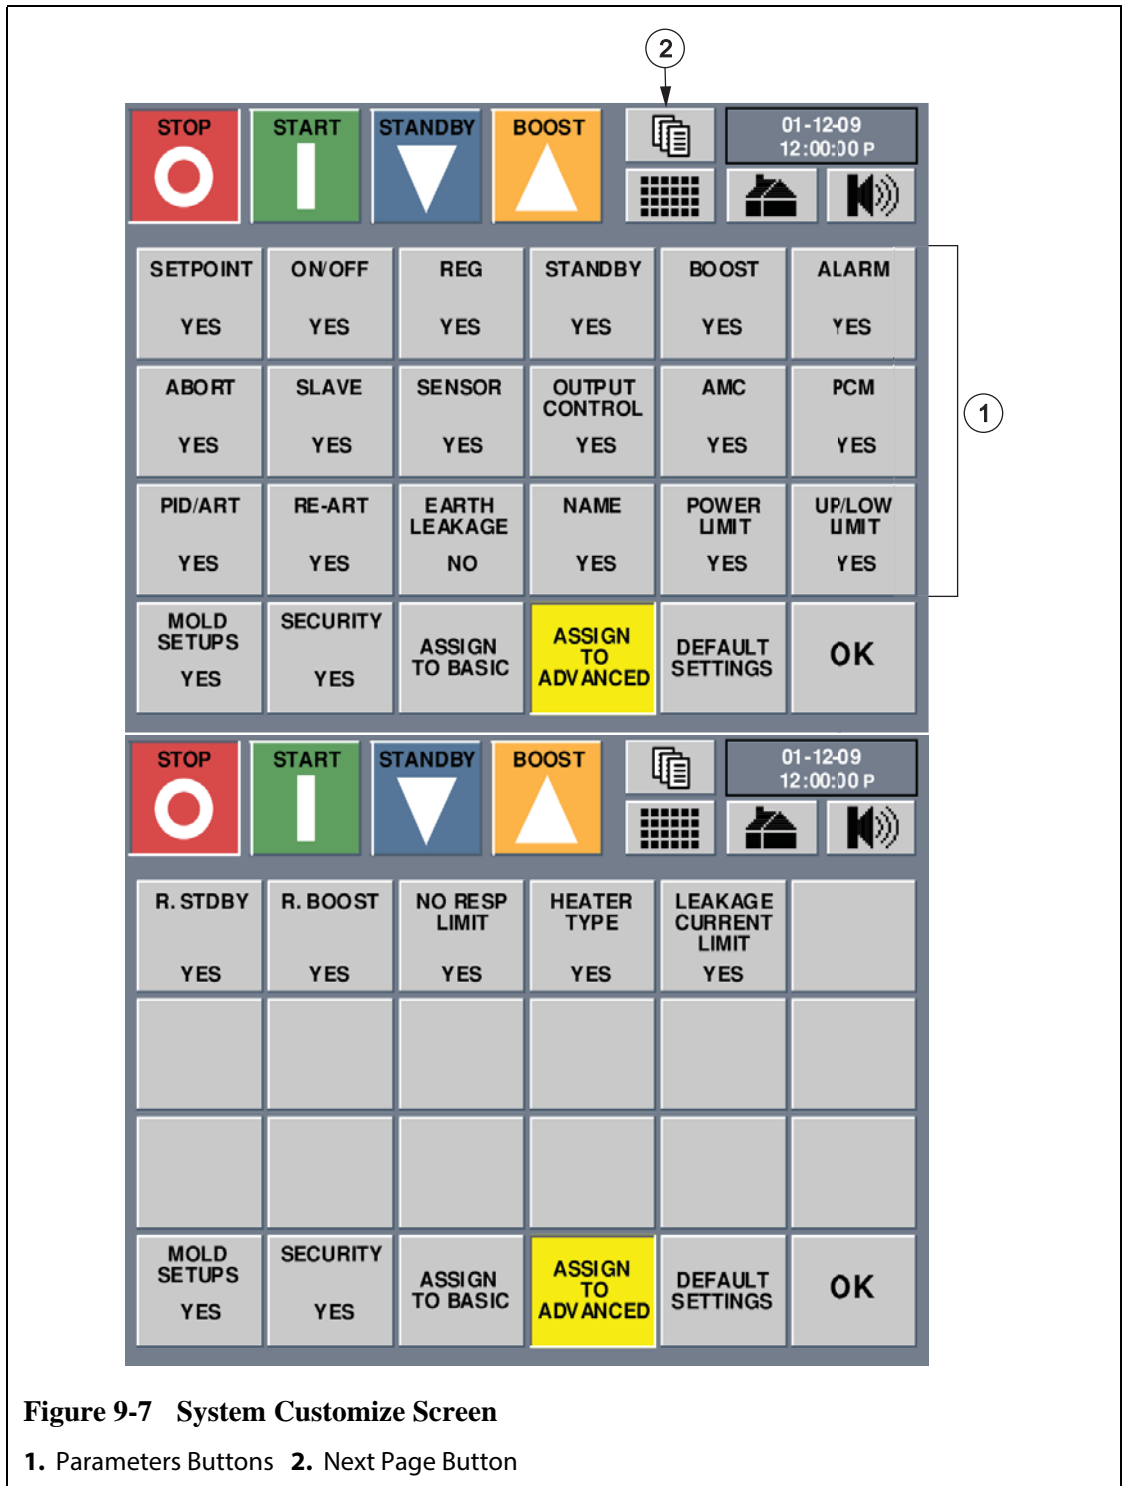 2
STOP START STANDBY BOOST
01-12-09
12:00:00 P
SETPOINT ON/OFF REG STANDBY BOOST ALARM
YES YES YES YES YES YES
ABORT SLAVE SENSOR OUTPUT CONTROL AMC PCM
YES YES YES YES YES YES
1
PID/ART RE-ART EARTH LEAKAGE NAME POWER LIMIT UP/LOW LIMIT
YES YES NO YES YES YES
MOLD SETUPS YES SECURITY YES ASSIGN TO BASIC ASSIGN TO ADVANCED DEFAULT SETTINGS OK
STOP START STANDBY BOOST
01-12-09
12:00:00 P
R. STDBY R. BOOST NO RESP LIMIT HEATER TYPE LEAKAGE CURRENT LIMIT
YES YES YES YES YES
MOLD SETUPS YES SECURITY YES ASSIGN TO BASIC ASSIGN TO ADVANCED DEFAULT SETTINGS OK
Figure 9-7 System Customize Screen
1. Parameters Buttons 2. Next Page Button